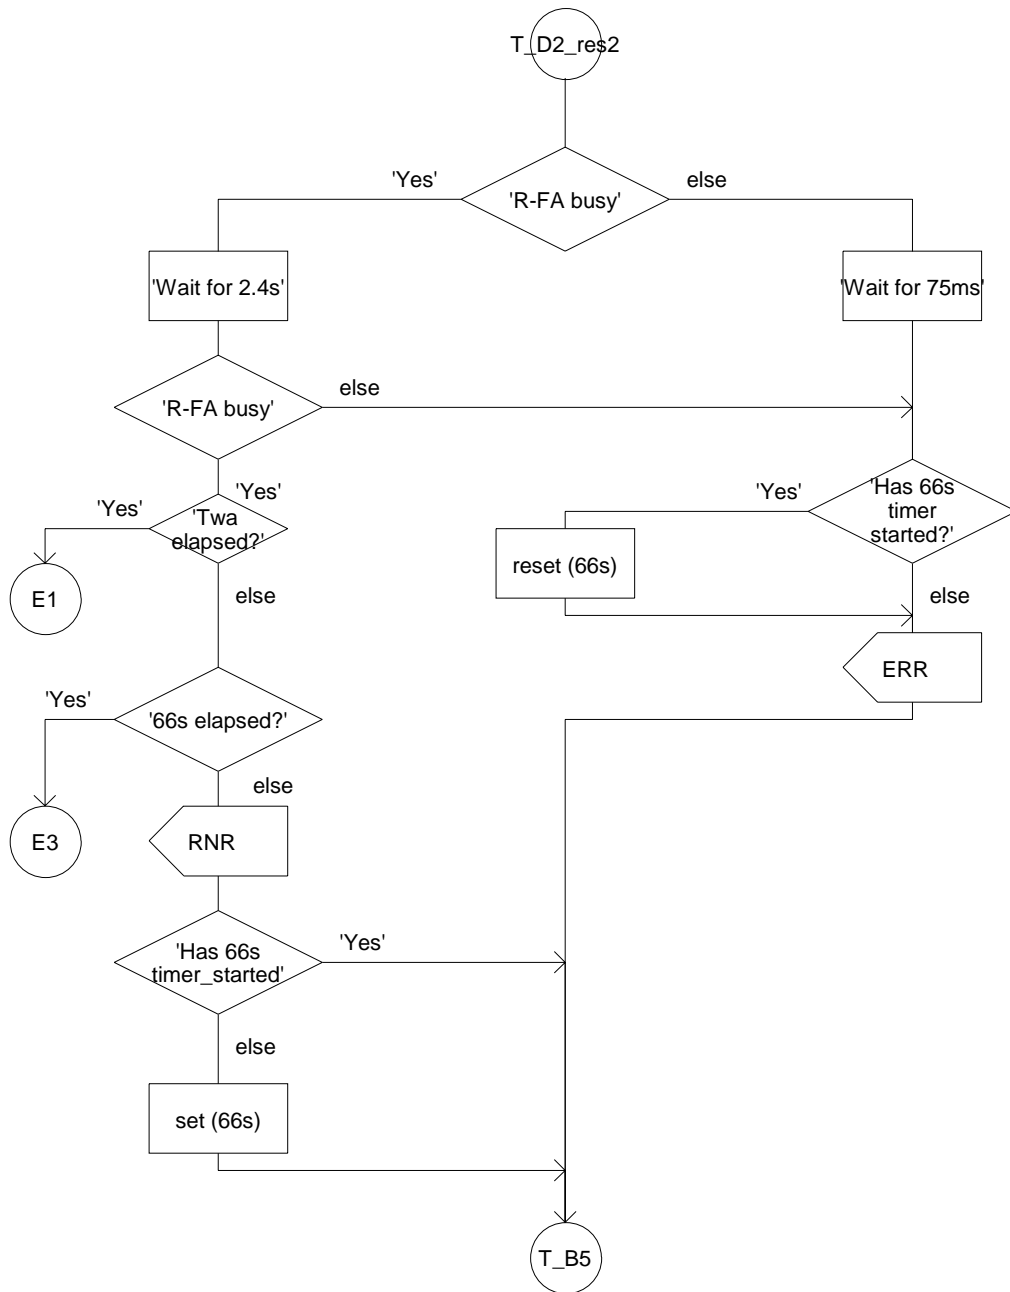 T_D2_res2
'Yes'
else
'R-FA busy'
'Wait for 2.4s'
'Wait for 75ms'
else
'R-FA busy'
'Yes'
'Yes'
'Twa
elapsed?'
'Yes'
'Has 66s
timer
started?'
reset (66s)
E1
else
else
ERR
'Yes'
'66s elapsed?'
else
E3
RNR
'Yes'
'Has 66s
timer_started'
else
set (66s)
T_B5